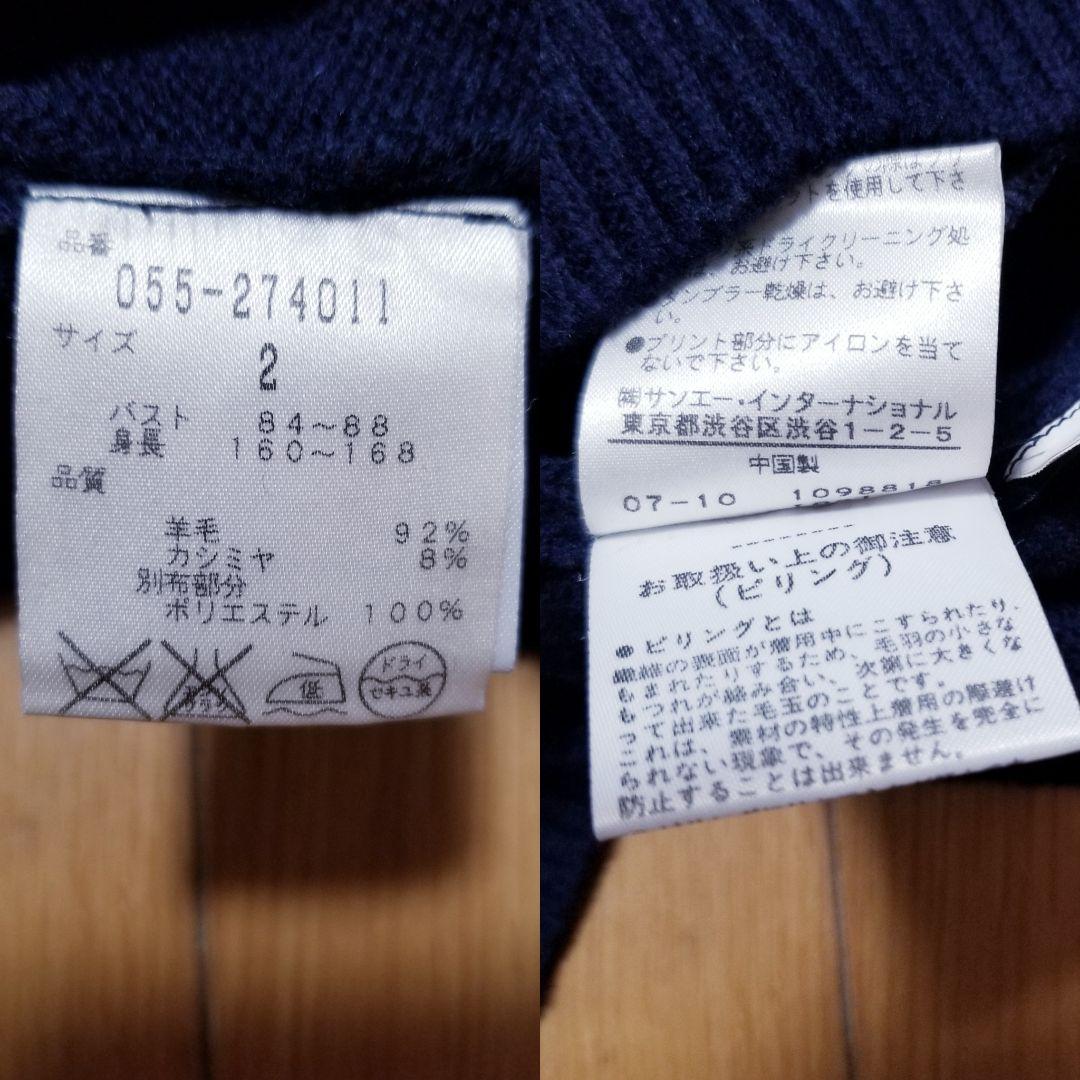 品番
055-274011
サイズ
2
バスト 84～88
身長 160～168
品質
羊毛 92%
カシミヤ 8%
別布部分
ポリエステル 100%
低
ドライ
セキユ系
を使用して下さ
ドライクリーニング処
お避け下さい。
タンブラー乾燥は、お避け下さ
い。
●プリント部分にアイロンを当て
ないで下さい。
㈱サンエー・インターナショナル
東京都渋谷区渋谷1-2-5
中国製
07-10 1098818
お取扱い上の御注意
(ピリング)
●ピリングとは
繊維の表面が着用中にこすられたり、
もまれたりするため、毛羽の小さな
もつれが絡み合い、次第に大きくな
って出来た毛玉のことです。
これは、素材の特性上着用の際避け
られない現象で、その発生を完全に
防止することは出来ません。